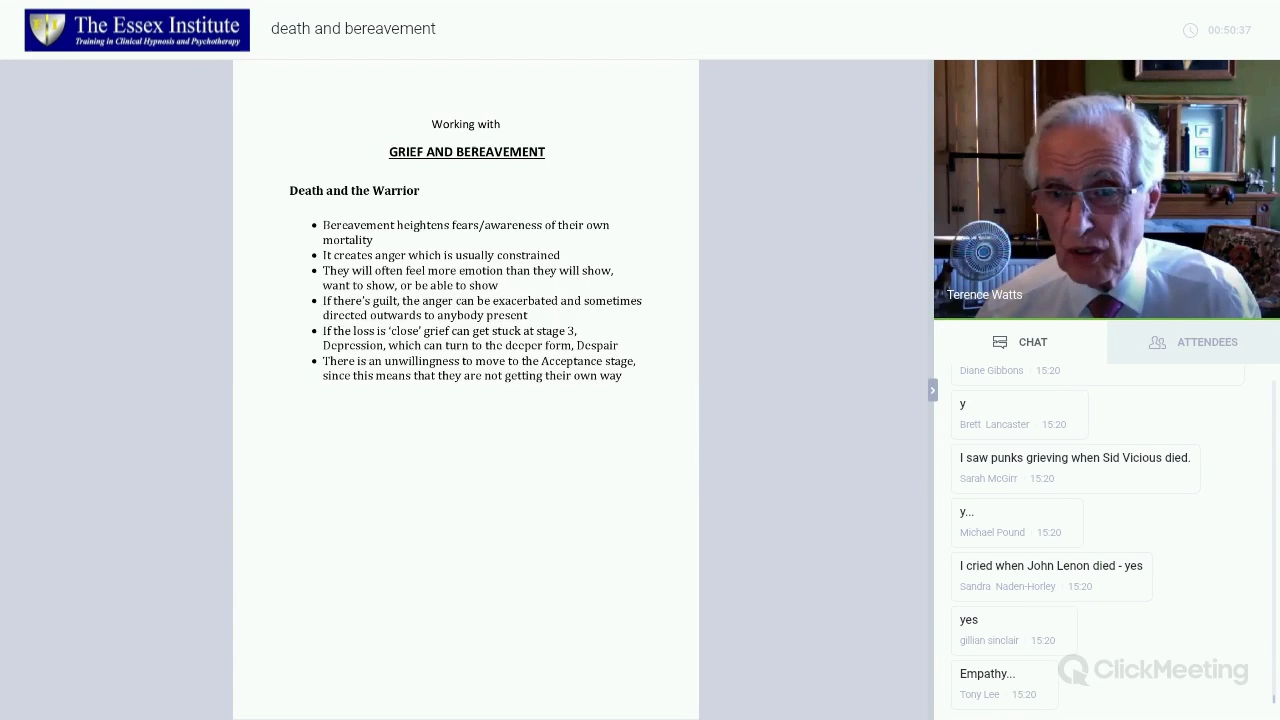 The Essex Institute
Training in Clinical Hypnosis and Psychotherapy
death and bereavement
00:50:37
Working with
GRIEF AND BEREAVEMENT
Death and the Warrior
• Bereavement heightens fears/awareness of their own
mortality
• It creates anger which is usually constrained
• They will often feel more emotion than they will show,
want to show, or be able to show
• If there's guilt, the anger can be exacerbated and sometimes
directed outwards to anybody present
• If the loss is 'close' grief can get stuck at stage 3,
Depression, which can turn to the deeper form, Despair
• There is an unwillingness to move to the Acceptance stage,
since this means that they are not getting their own way
Terence Watts
CHAT
ATTENDEES
Diane Gibbons 15:20
y
Brett Lancaster 15:20
I saw punks grieving when Sid Vicious died.
Sarah McGirr 15:20
y...
Michael Pound 15:20
I cried when John Lenon died - yes
Sandra Naden-Horley 15:20
yes
gillian sinclair 15:20
Empathy...
Tony Lee 15:20
ClickMeeting